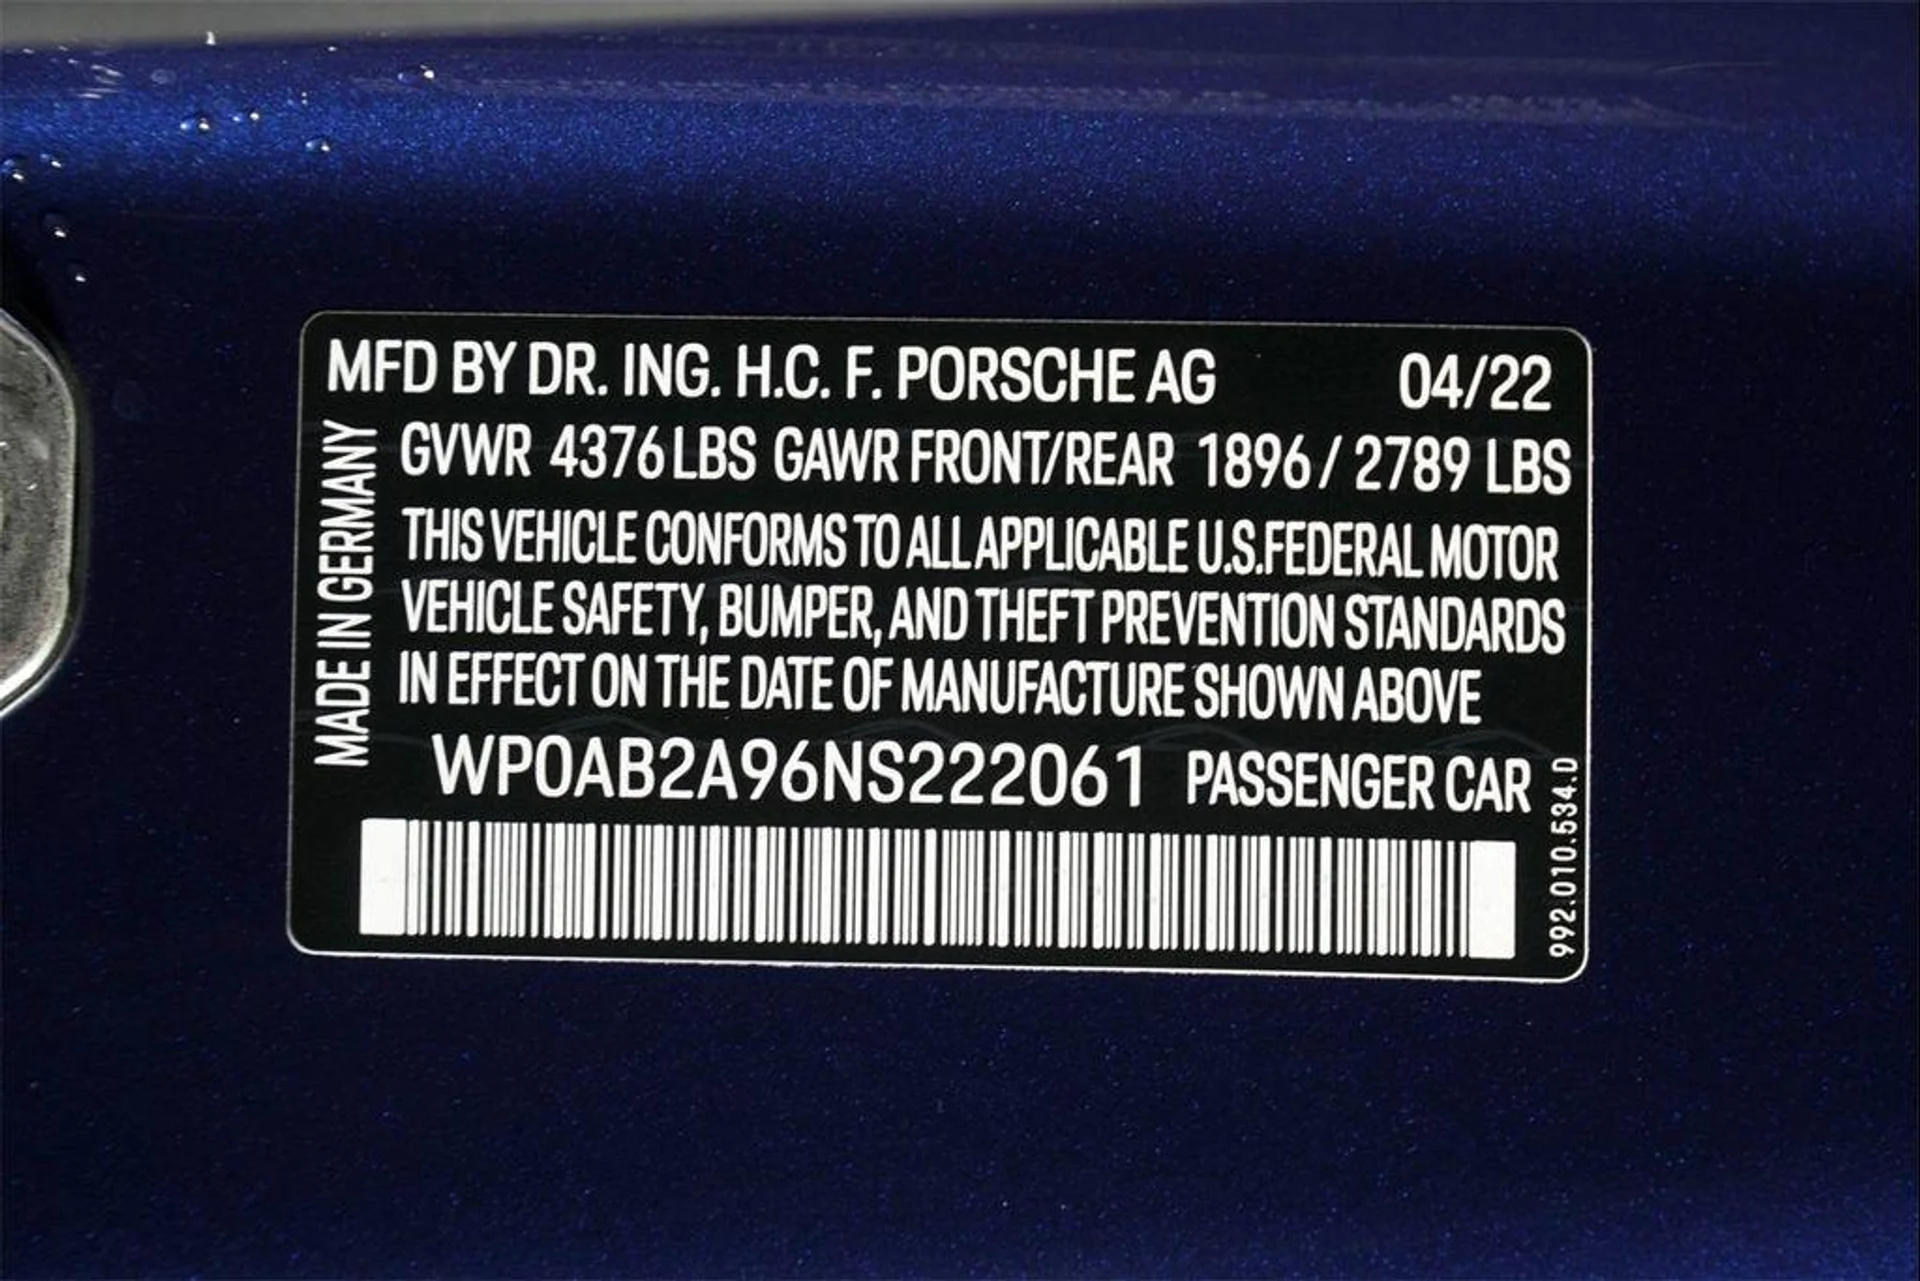 MFD BY DR. ING. H.C. F. PORSCHE AG 04/22
GVWR 4376 LBS GAWR FRONT/REAR 1896 / 2789 LBS
THIS VEHICLE CONFORMS TO ALL APPLICABLE U.S.FEDERAL MOTOR
VEHICLE SAFETY, BUMPER, AND THEFT PREVENTION STANDARDS
IN EFFECT ON THE DATE OF MANUFACTURE SHOWN ABOVE
WP0AB2A96NS222061 PASSENGER CAR
MADE IN GERMANY
992.010.534.D